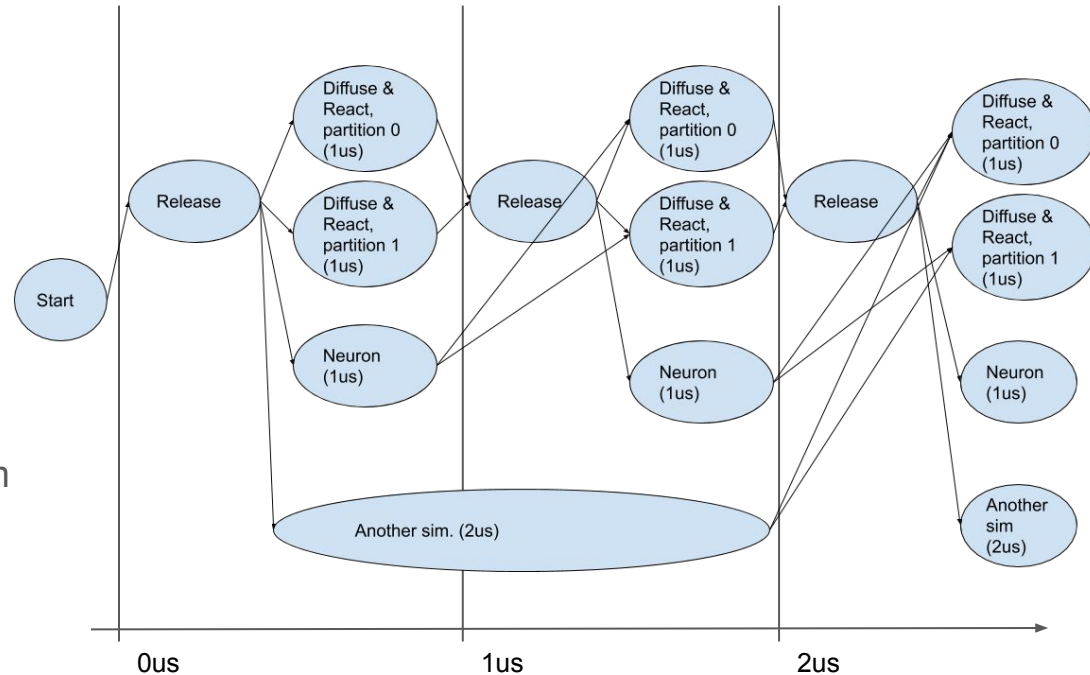 Start
Release
Diffuse &
React,
partition 0
(1us)
Diffuse &
React,
partition 1
(1us)
Neuron
(1us)
Another sim. (2us)
Release
Diffuse &
React,
partition 0
(1us)
Diffuse &
React,
partition 1
(1us)
Neuron
(1us)
Release
Diffuse &
React,
partition 0
(1us)
Diffuse &
React,
partition 1
(1us)
Neuron
(1us)
Another
sim
(2us)
0us
1us
2us